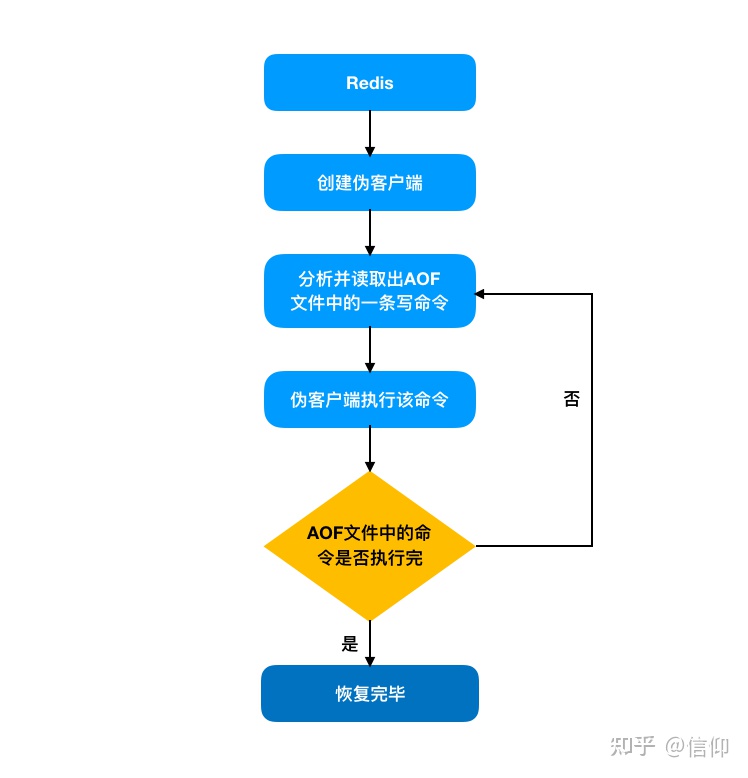 Redis
创建伪客户端
分析并读取出AOF
文件中的一条写命令
伪客户端执行该命令
否
AOF文件中的命
令是否执行完
是
恢复完毕
知乎 @信仰